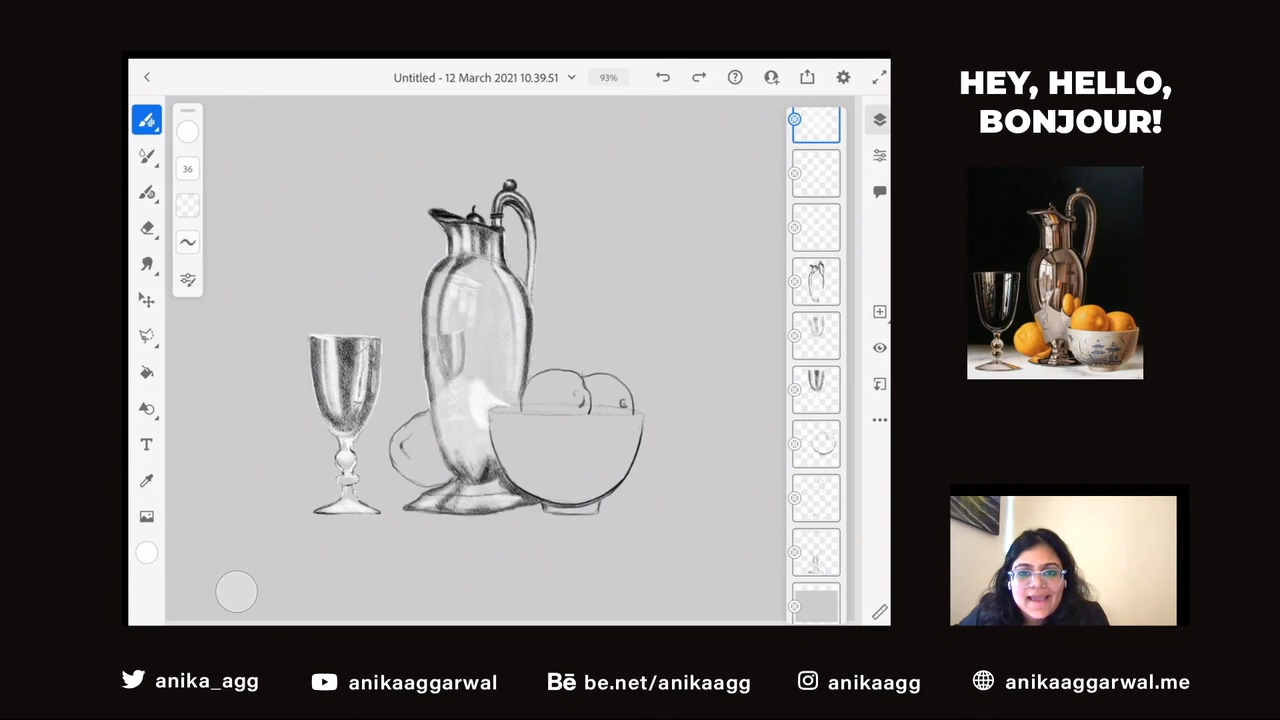 Untitled - 12 March 2021 10.39.51
93%
36
T
HEY, HELLO,
BONJOUR!
anika_agg
anikaaggarwal
Bē be.net/anikaagg
anikaagg
anikaaggarwal.me